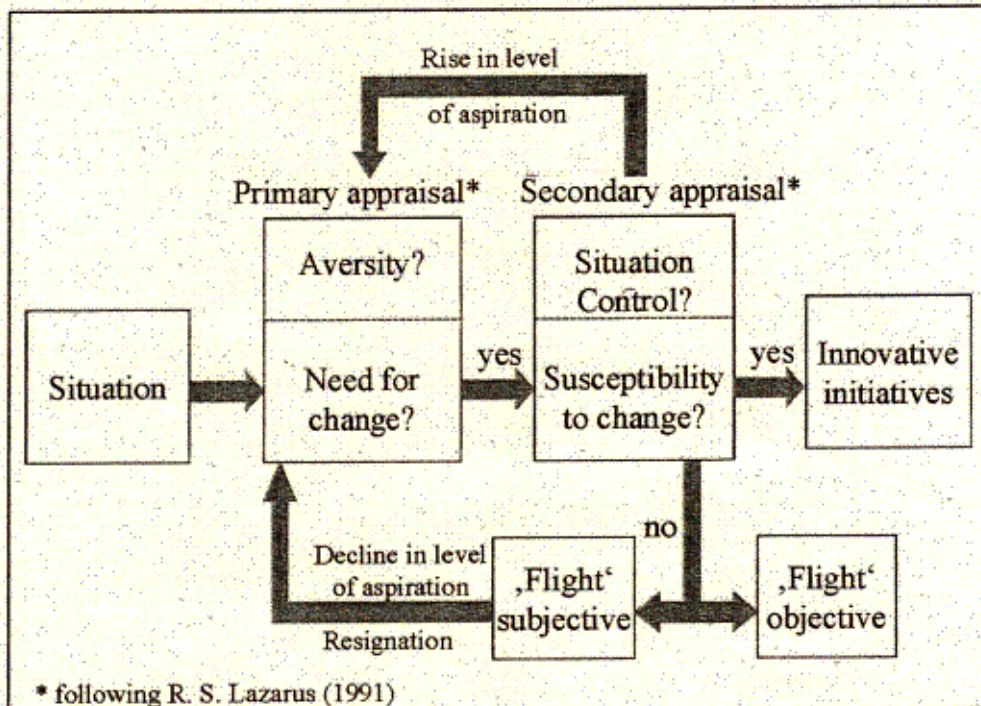 Rise in level
of aspiration
Primary appraisal*
Secondary appraisal*
Aversity?
Situation
Control?
Situation
Need for
change?
yes
Susceptibility
to change?
yes
Innovative
initiatives
no
Decline in level
of aspiration
Resignation
‚Flight‘
subjective
‚Flight‘
objective
* following R. S. Lazarus (1991)